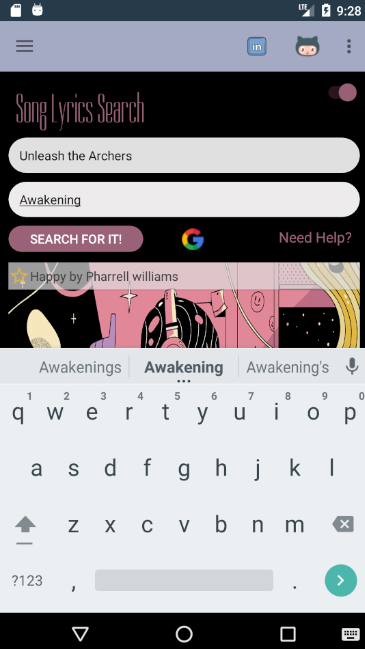 LTE 9:28
in
Song Lyrics Search
Unleash the Archers
Awakening
SEARCH FOR IT! G Need Help?
Happy by Pharrell williams
Awakenings Awakening Awakening's
1 2 3 4 5 6 7 8 9 0
q w e r t y u i o p
a s d f g h j k l
z x c v b n m
?123 , .